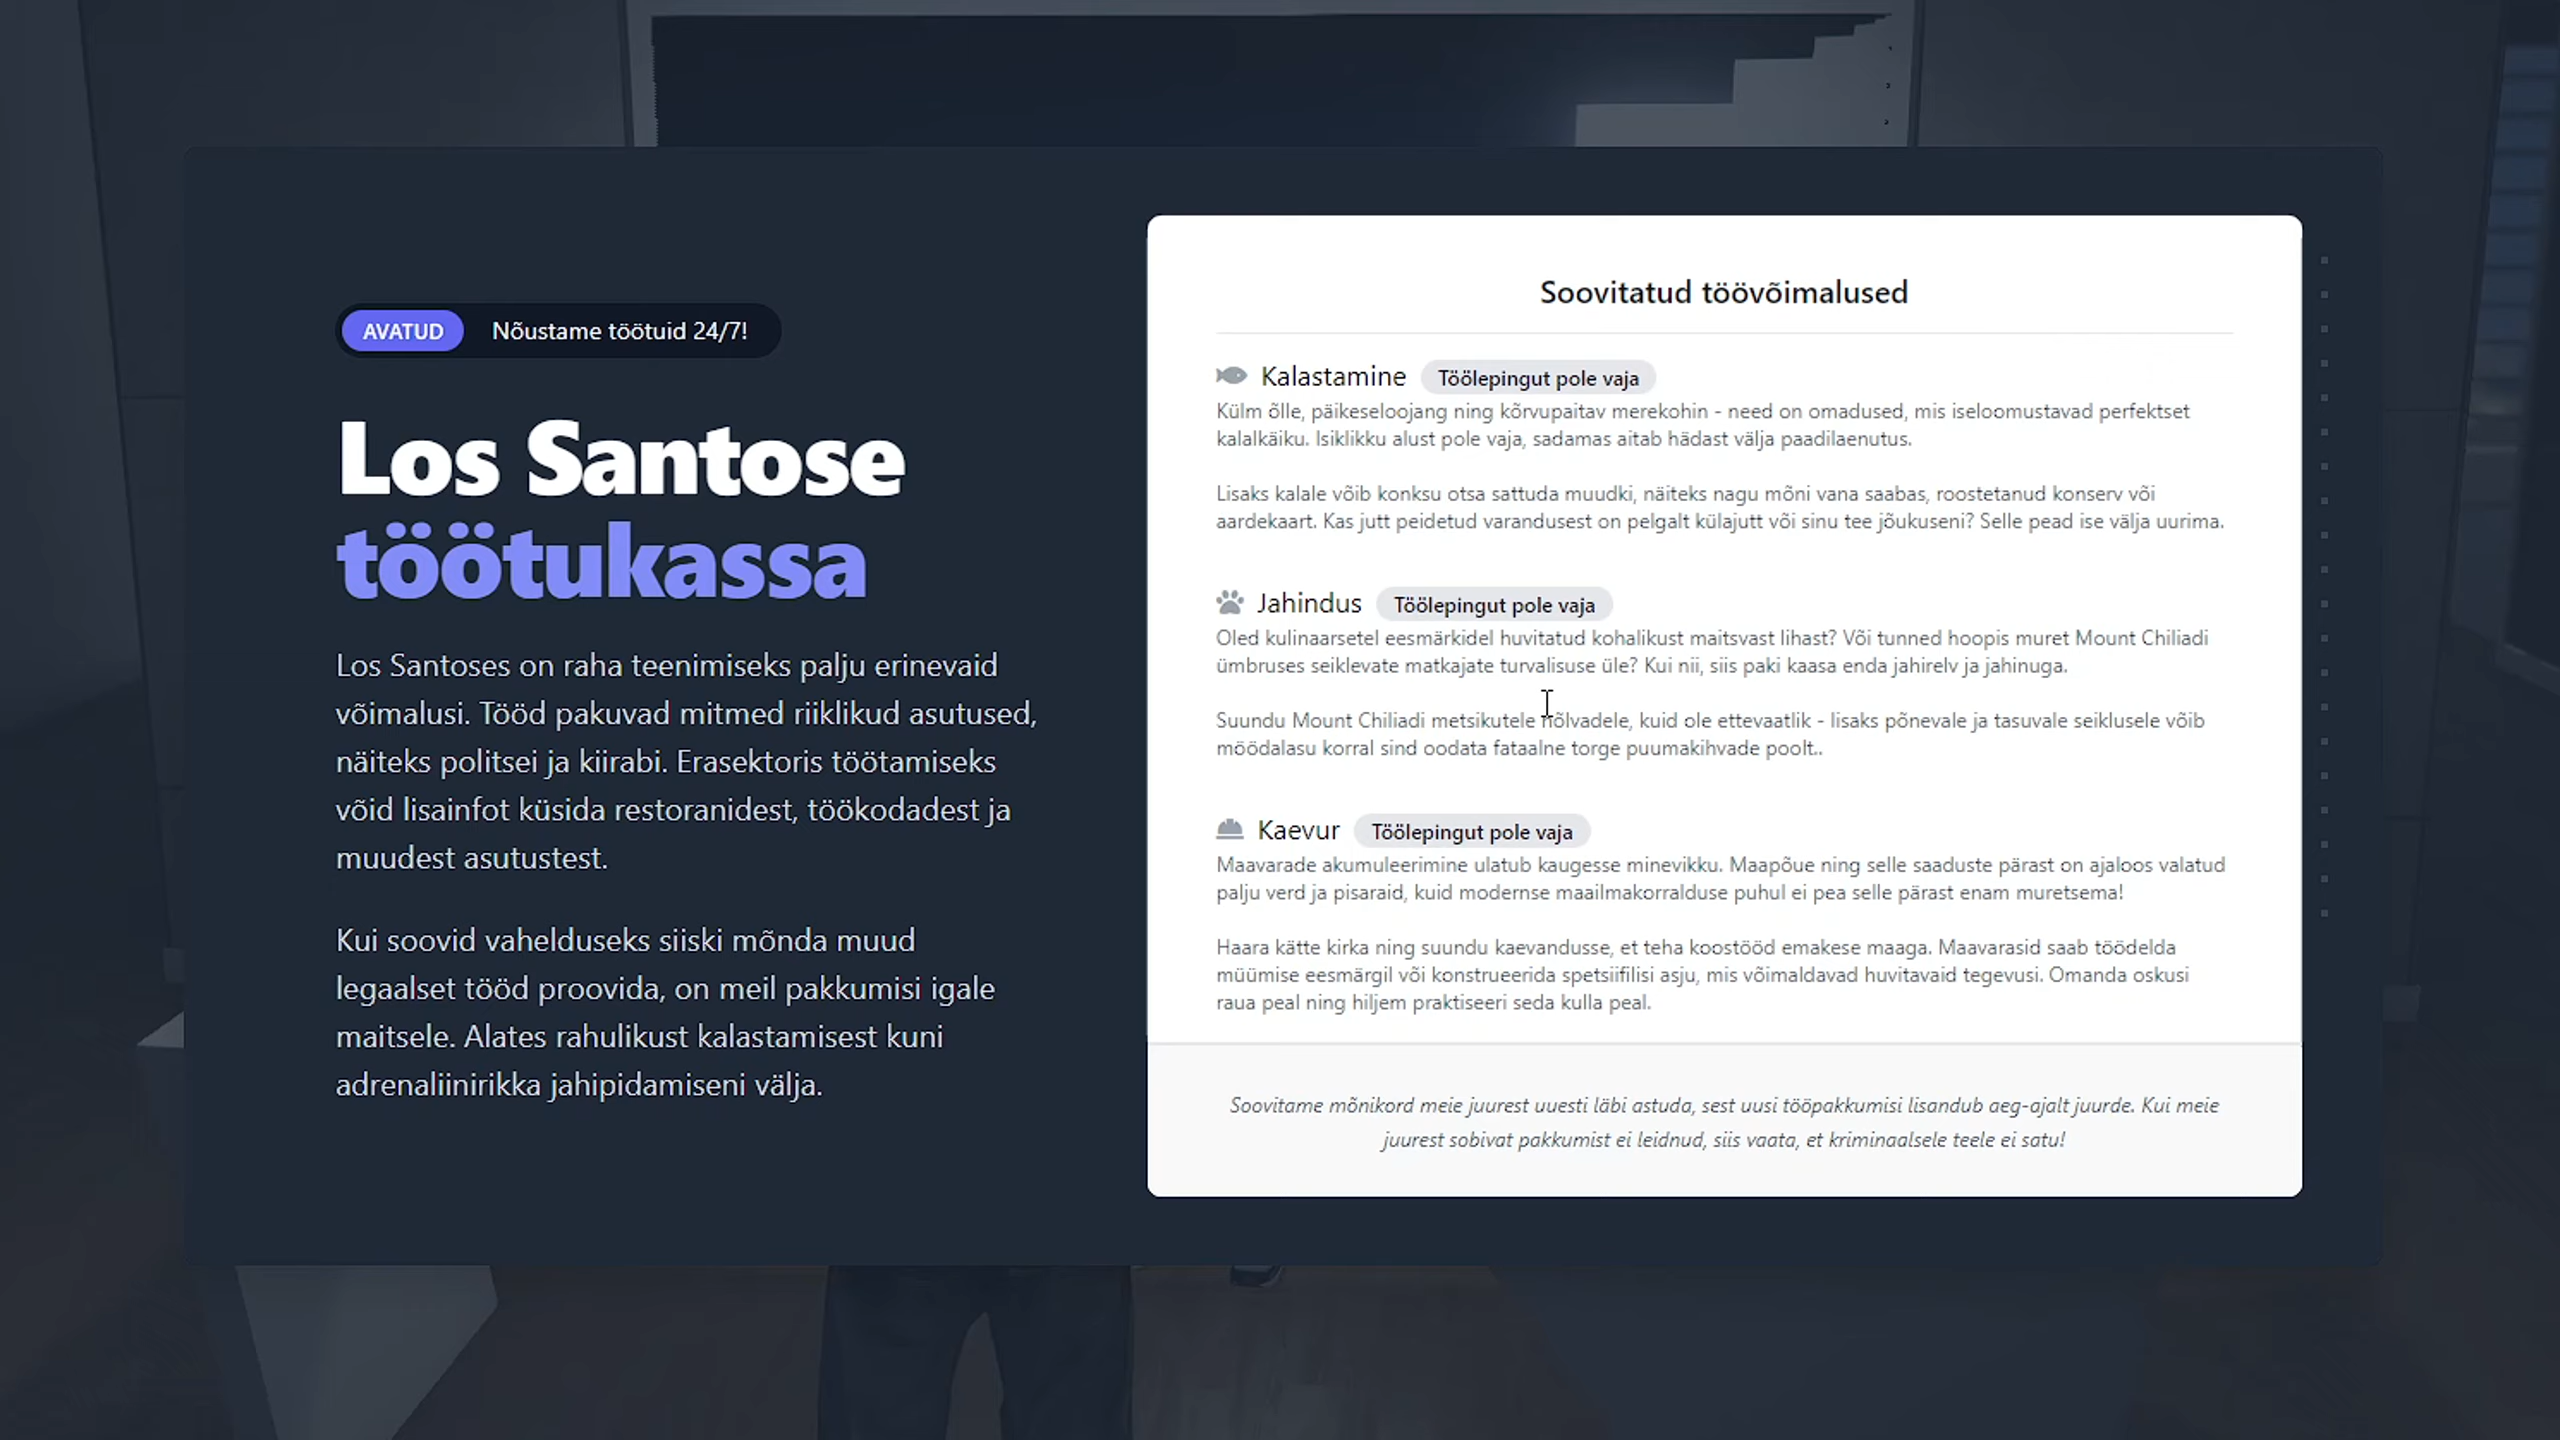 AVATUD Nõustame töötuid 24/7!
Los Santose
töötukassa
Los Santoses on raha teenimiseks palju erinevaid
võimalusi. Tööd pakuvad mitmed riiklikud asutused,
näiteks politsei ja kiirabi. Erasektoris töötamiseks
võid lisainfot küsida restoranidest, töökodadest ja
muudest asutustest.
Kui soovid vahelduseks siiski mõnda muud
legaalset tööd proovida, on meil pakkumisi igale
maitsele. Alates rahulikust kalastamisest kuni
adrenaliinirikka jahipidamiseni välja.
Soovitatud töövõimalused
Kalastamine Töölepingut pole vaja
Külm õlle, päikeseloojang ning kõrvupaitav merekohin - need on omadused, mis iseloomustavad perfektset
kalalkäiku. Isiklikku alust pole vaja, sadamas aitab hädast välja paadilaenutus.
Lisaks kalale võib konksu otsa sattuda muudki, näiteks nagu mõni vana saabas, roostetanud konserv või
aardekaart. Kas jutt peidetud varandusest on pelgalt külajutt või sinu tee jõukuseni? Selle pead ise välja uurima.
Jahindus Töölepingut pole vaja
Oled kulinaarsetel eesmärkidel huvitatud kohalikust maitsvast lihast? Või tunned hoopis muret Mount Chiliadi
ümbruses seiklevate matkajate turvalisuse üle? Kui nii, siis paki kaasa enda jahirelv ja jahinuga.
Suundu Mount Chiliadi metsikutele nõlvadele, kuid ole ettevaatlik - lisaks põnevale ja tasuvale seiklusele võib
möödalasu korral sind oodata fataalne torge puumakihvade poolt..
Kaevur Töölepingut pole vaja
Maavarade akumuleerimine ulatub kaugesse minevikku. Maapõue ning selle saaduste pärast on ajaloos valatud
palju verd ja pisaraid, kuid modernse maailmakorralduse puhul ei pea selle pärast enam muretsema!
Haara kätte kirka ning suundu kaevandusse, et teha koostööd emakese maaga. Maavarasid saab töödelda
müümise eesmärgil või konstrueerida spetsiifilisi asju, mis võimaldavad huvitavaid tegevusi. Omanda oskusi
raua peal ning hiljem praktiseeri seda kulla peal.
Soovitame mõnikord meie juurest uuesti läbi astuda, sest uusi tööpakkumisi lisandub aeg-ajalt juurde. Kui meie
juurest sobivat pakkumist ei leidnud, siis vaata, et kriminaalsele teele ei satu!